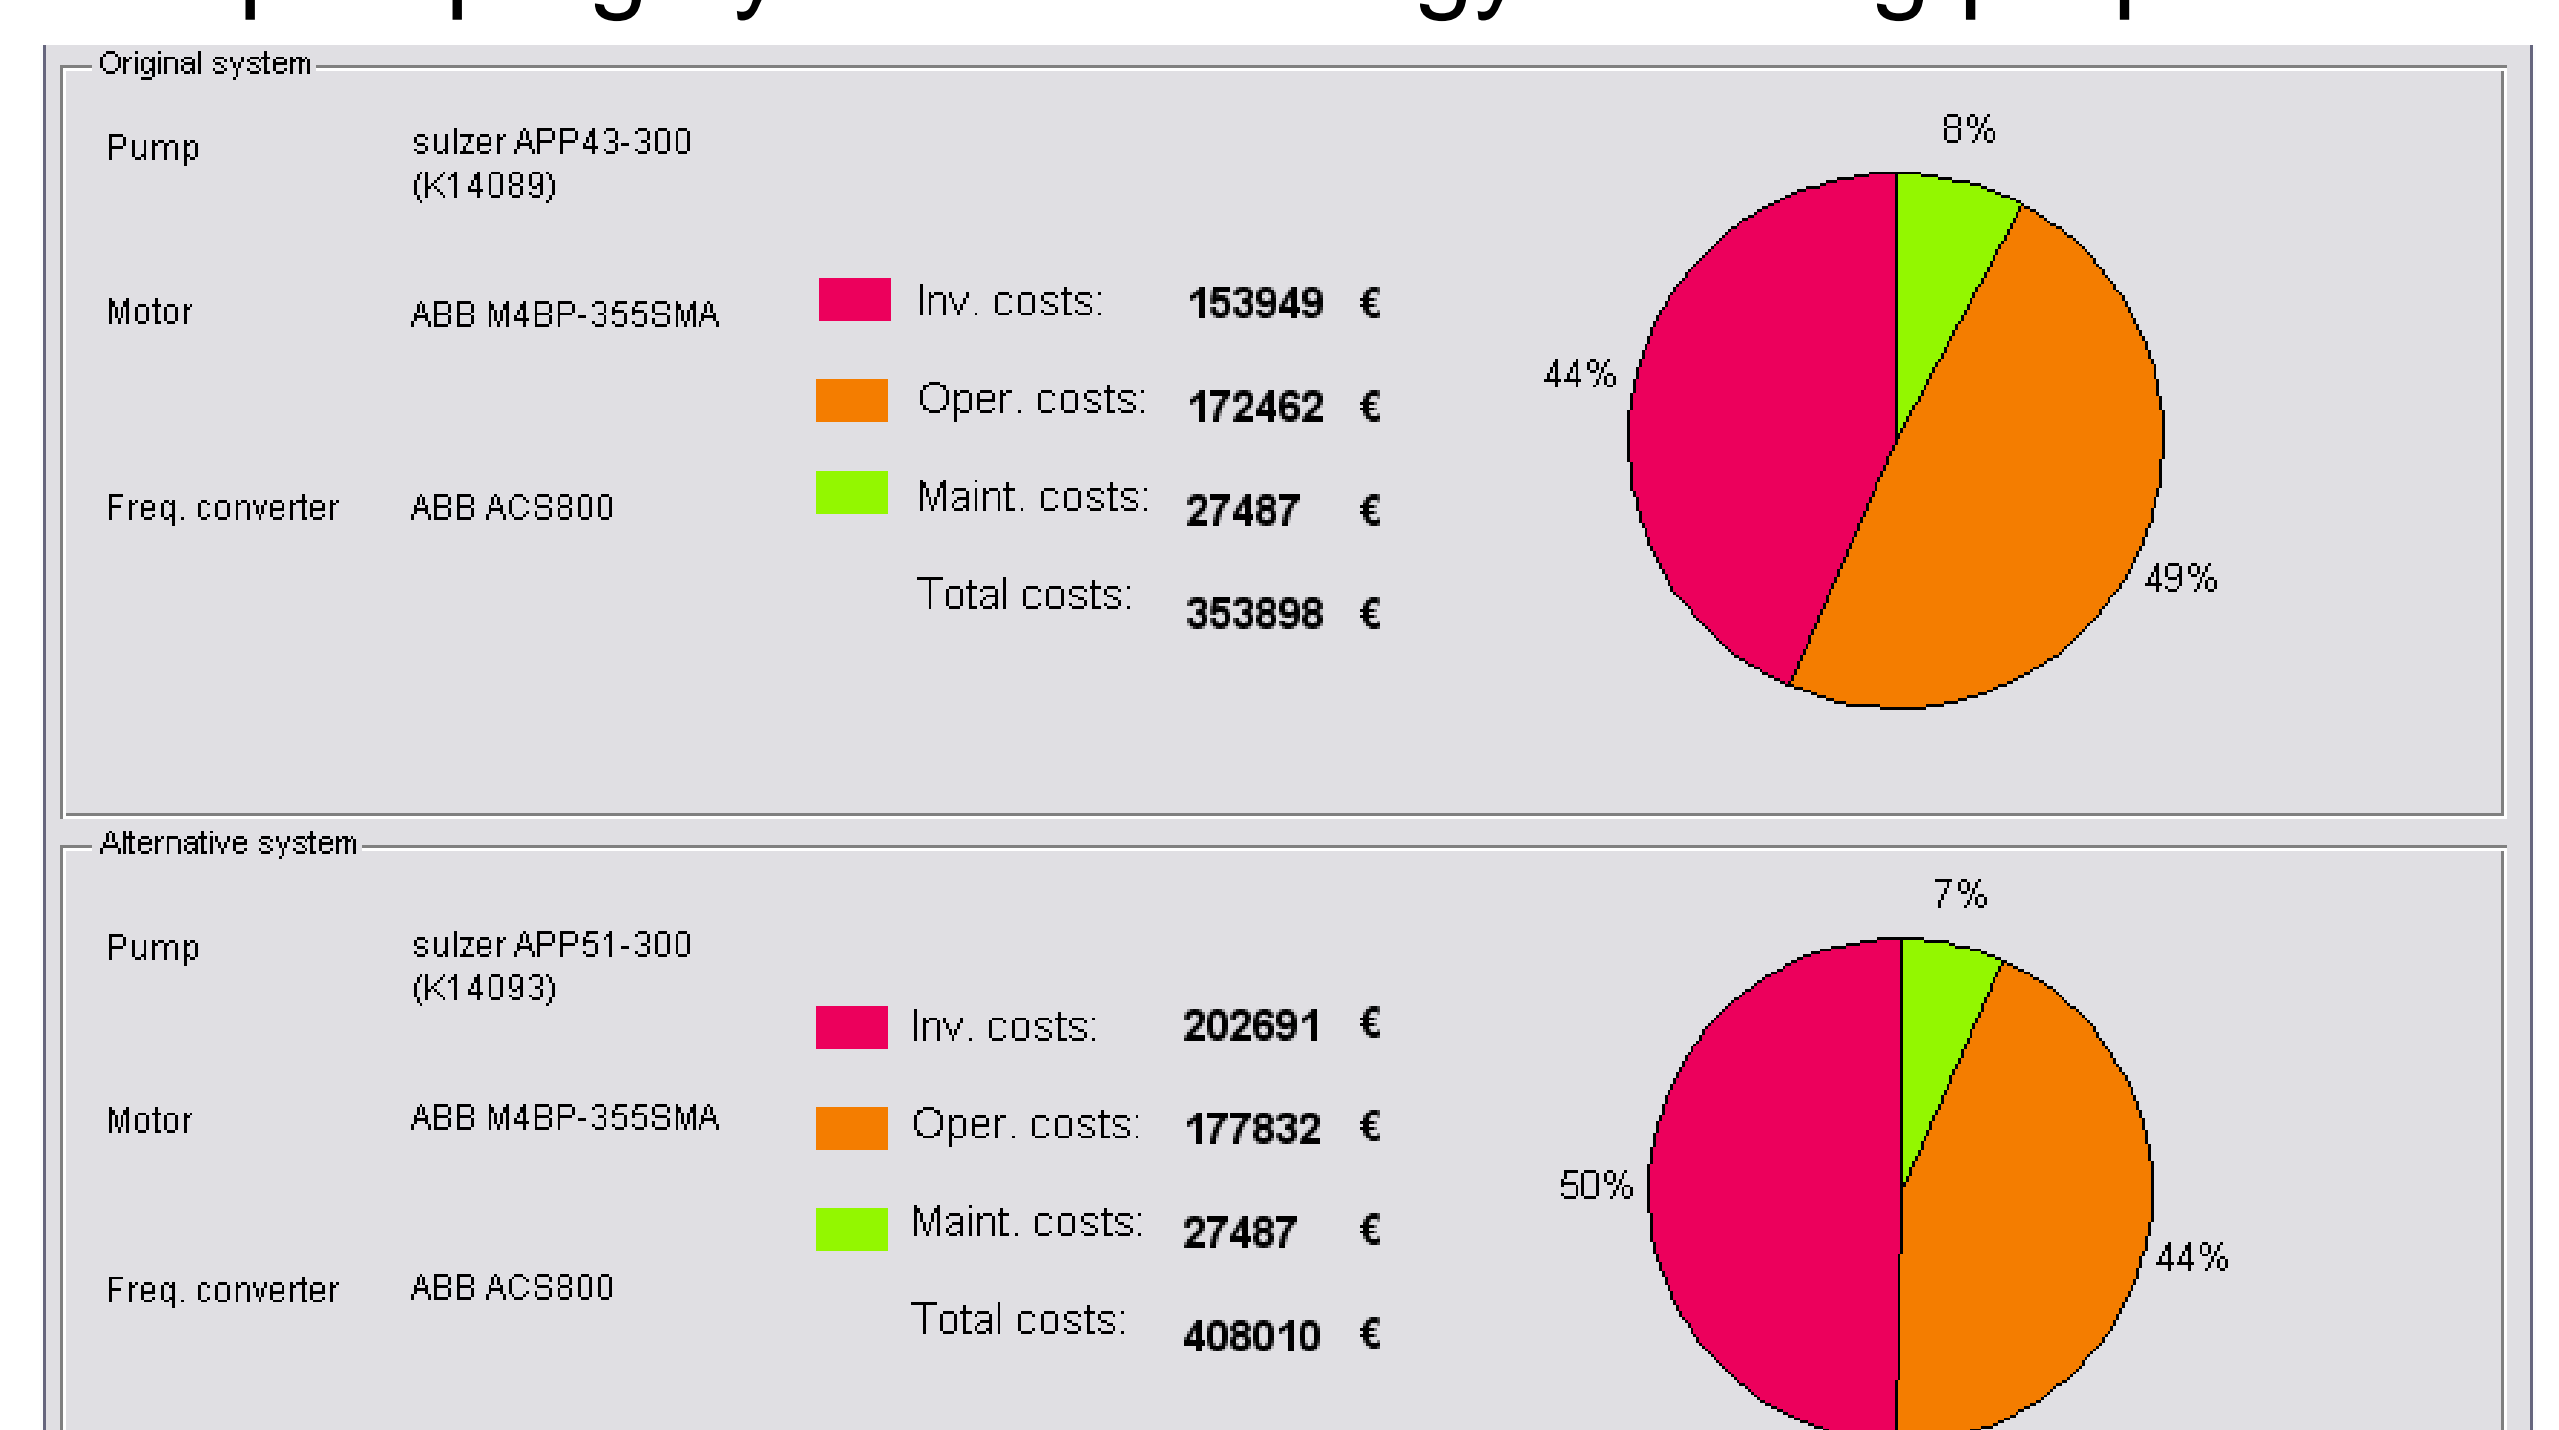 Original system
Pump sulzer APP43-300
(K14089)
8%
Motor ABB M4BP-355SMA
Inv. costs: 153949 €
44%
Oper. costs: 172462 €
Freq. converter ABB ACS800
Maint. costs: 27487 €
49%
Total costs: 353898 €
Alternative system
7%
Pump sulzer APP51-300
(K14093)
Inv. costs: 202691 €
Motor ABB M4BP-355SMA
Oper. costs: 177832 €
50%
Maint. costs: 27487 €
44%
Freq. converter ABB ACS800
Total costs: 408010 €